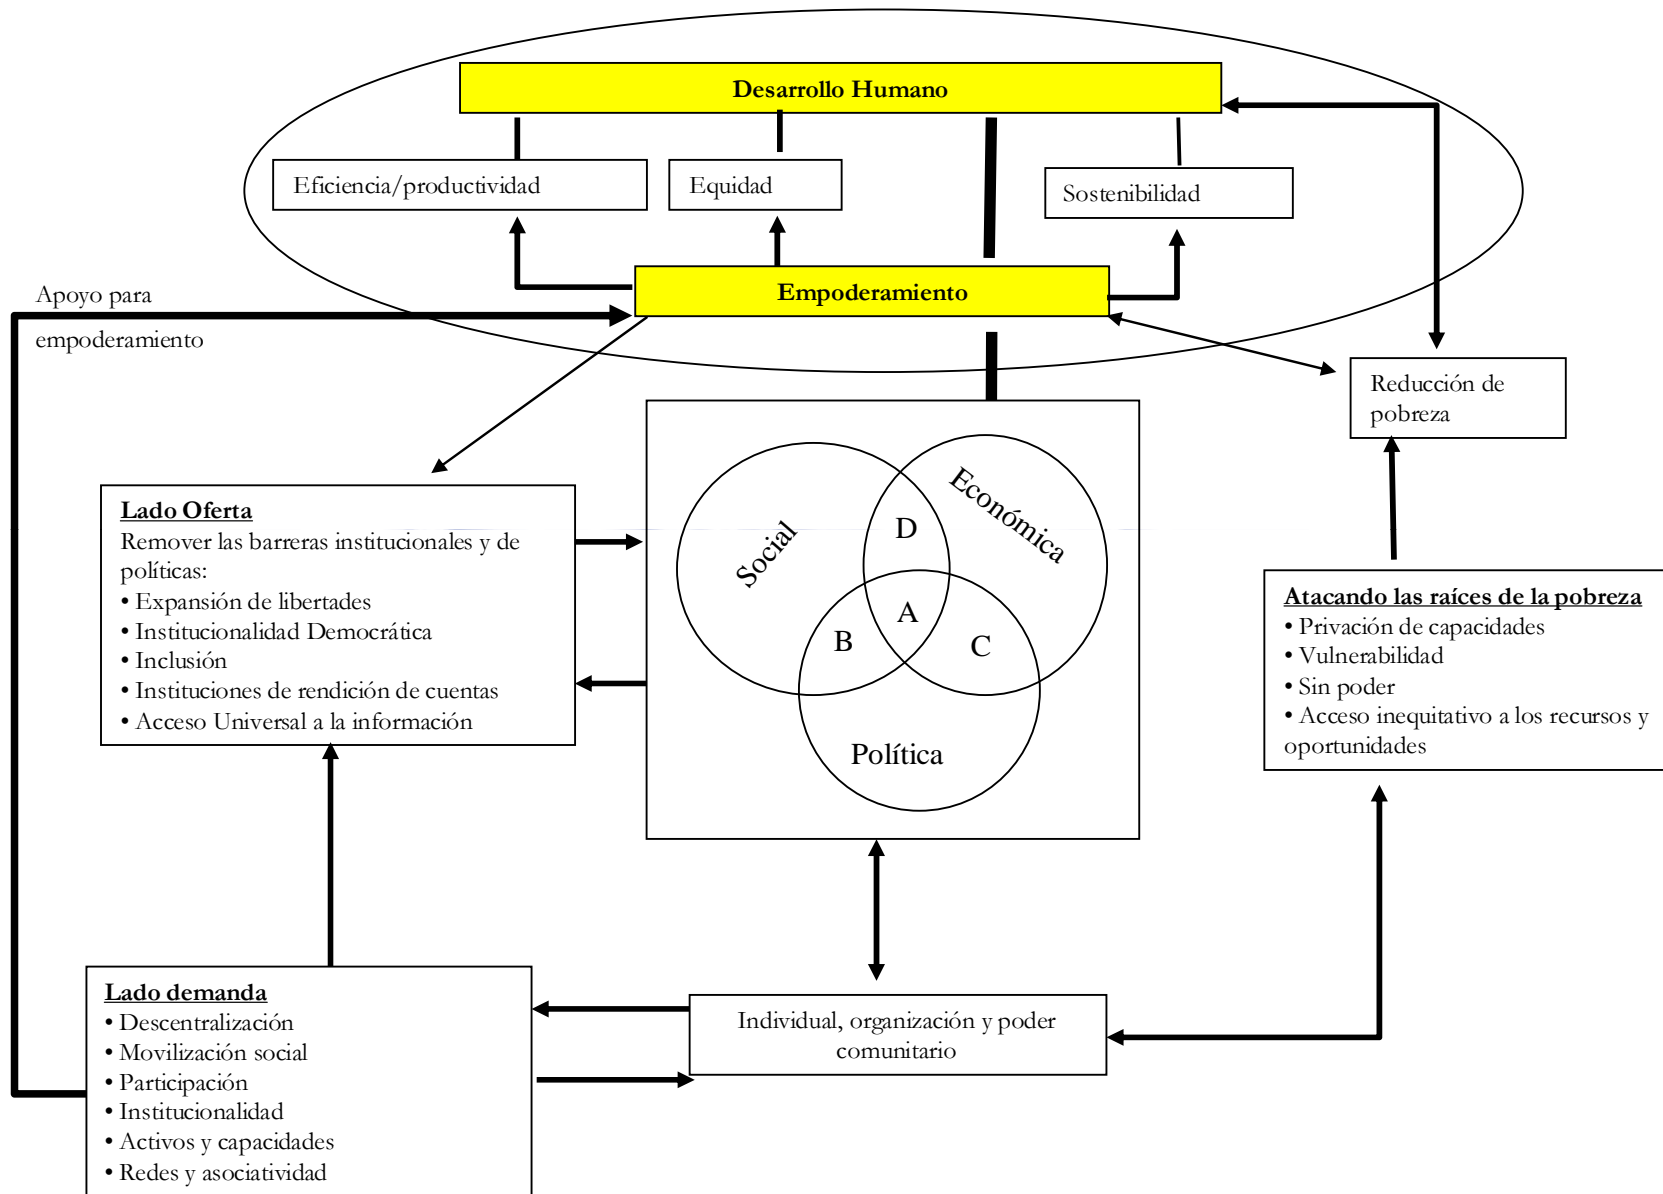 Desarrollo Humano
Eficiencia/productividad
Equidad
Sostenibilidad
Empoderamiento
Apoyo para
empoderamiento
Reducción de
pobreza
Lado Oferta
Remover las barreras institucionales y de
políticas:
• Expansión de libertades
• Institucionalidad Democrática
• Inclusión
• Instituciones de rendición de cuentas
• Acceso Universal a la información
Social
Económica
D
A
B
C
Política
Atacando las raíces de la pobreza
• Privación de capacidades
• Vulnerabilidad
• Sin poder
• Acceso inequitativo a los recursos y
oportunidades
Lado demanda
• Descentralización
• Movilización social
• Participación
• Institucionalidad
• Activos y capacidades
• Redes y asociatividad
Individual, organización y poder
comunitario